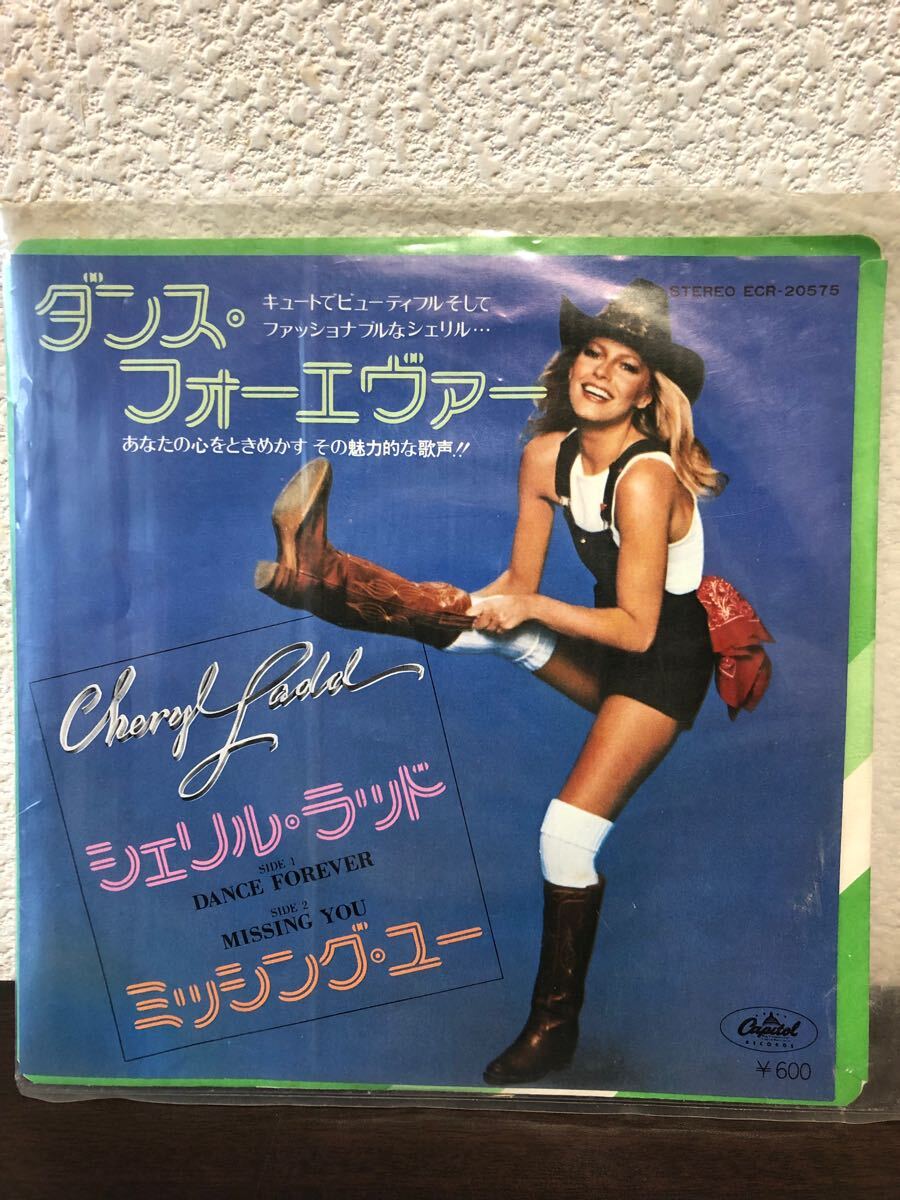 ダンス・
フォーエヴァー
キュートでビューティフルそして
ファッショナブルなシェリル…
STEREO ECR-20575
あなたの心をときめかす その魅力的な歌声!!
Cheryl Ladd
シェリル・ラッド
SIDE 1
DANCE FOREVER
SIDE 2
MISSING YOU
ミッシング・ユー
Capitol
RECORDS
¥600